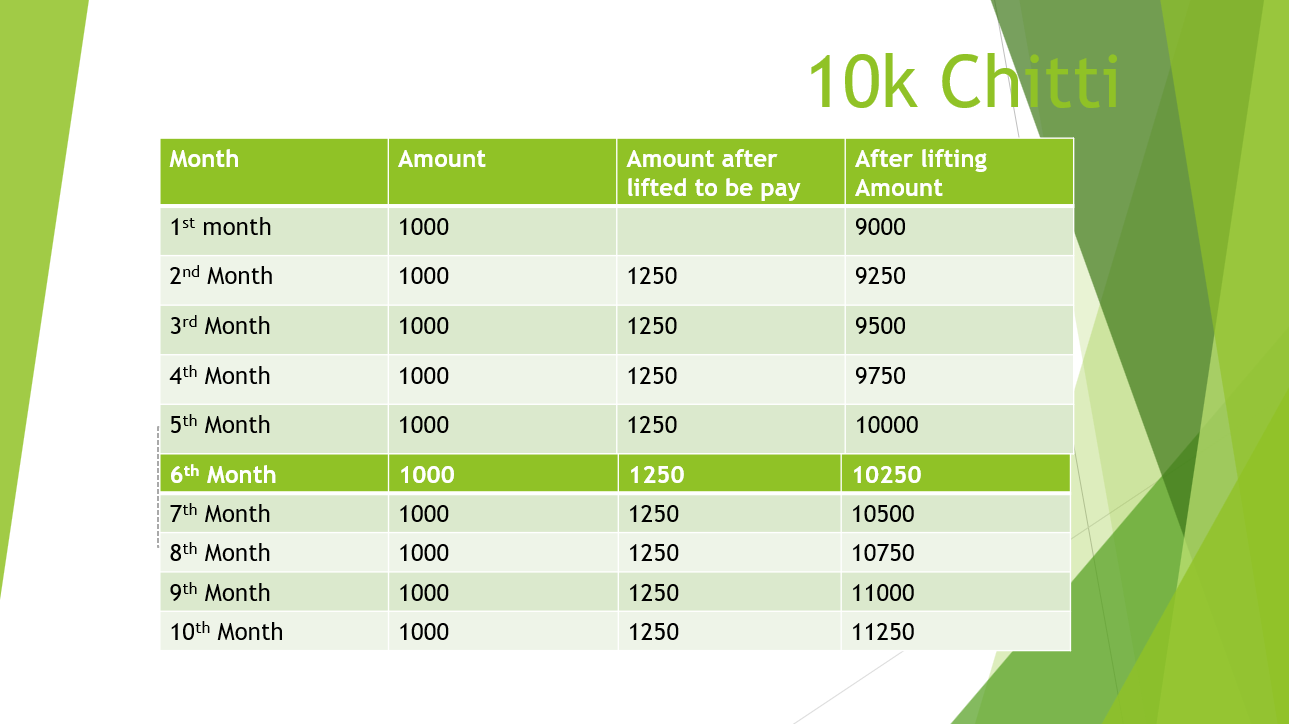 10k Chitti
Month Amount Amount after lifted to be pay After lifting Amount
1st month 1000 9000
2nd Month 1000 1250 9250
3rd Month 1000 1250 9500
4th Month 1000 1250 9750
5th Month 1000 1250 10000
6th Month 1000 1250 10250
7th Month 1000 1250 10500
8th Month 1000 1250 10750
9th Month 1000 1250 11000
10th Month 1000 1250 11250